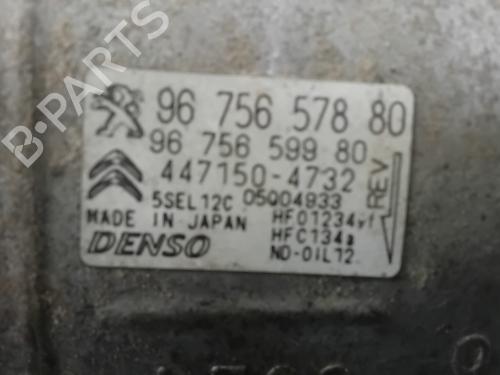 96 756 578 80
96 756 599 80
447150-4732
5SEL12C 05004933
MADE IN JAPAN
DENSO
HFO1234yf
HFC134a
ND-OIL12
REV
B-PARTS